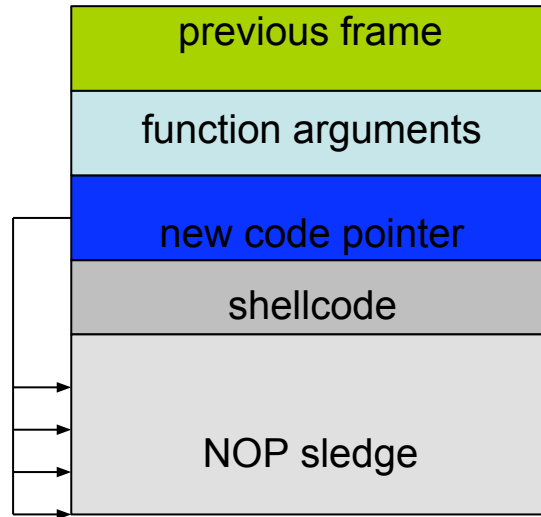 previous frame
function arguments
new code pointer
shellcode
NOP sledge